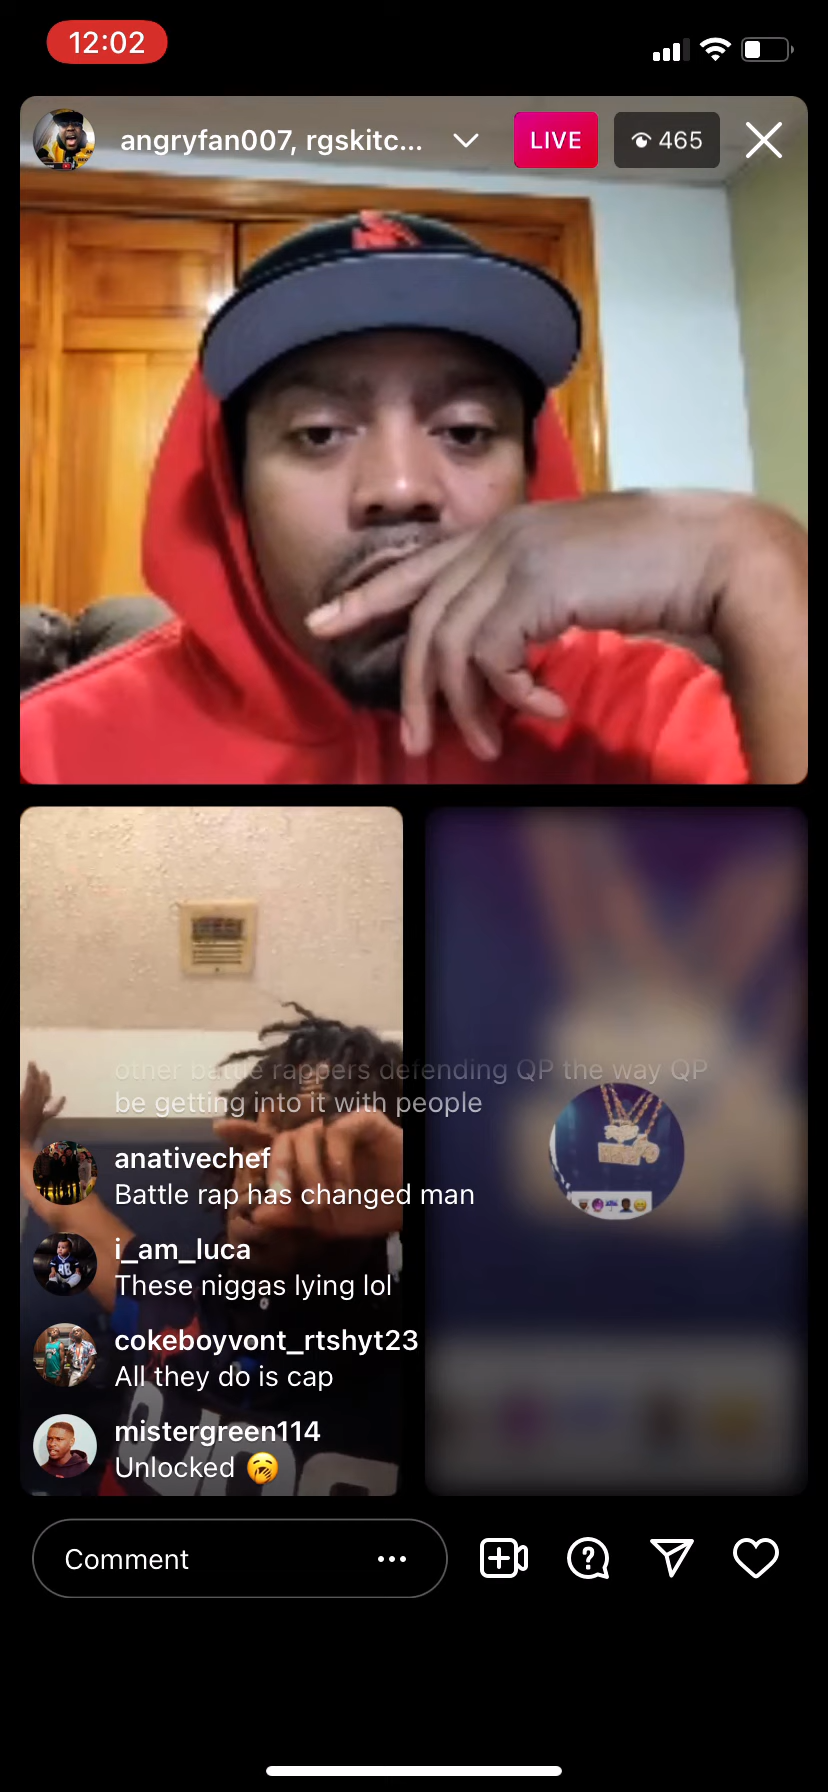 12:02
angryfan007, rgskitc...
LIVE
465
other battle rappers defending QP the way QP
be getting into it with people
anativechef
Battle rap has changed man
i_am_luca
These niggas lying lol
cokeboyvont_rtshyt23
All they do is cap
mistergreen114
Unlocked 🥱
Comment